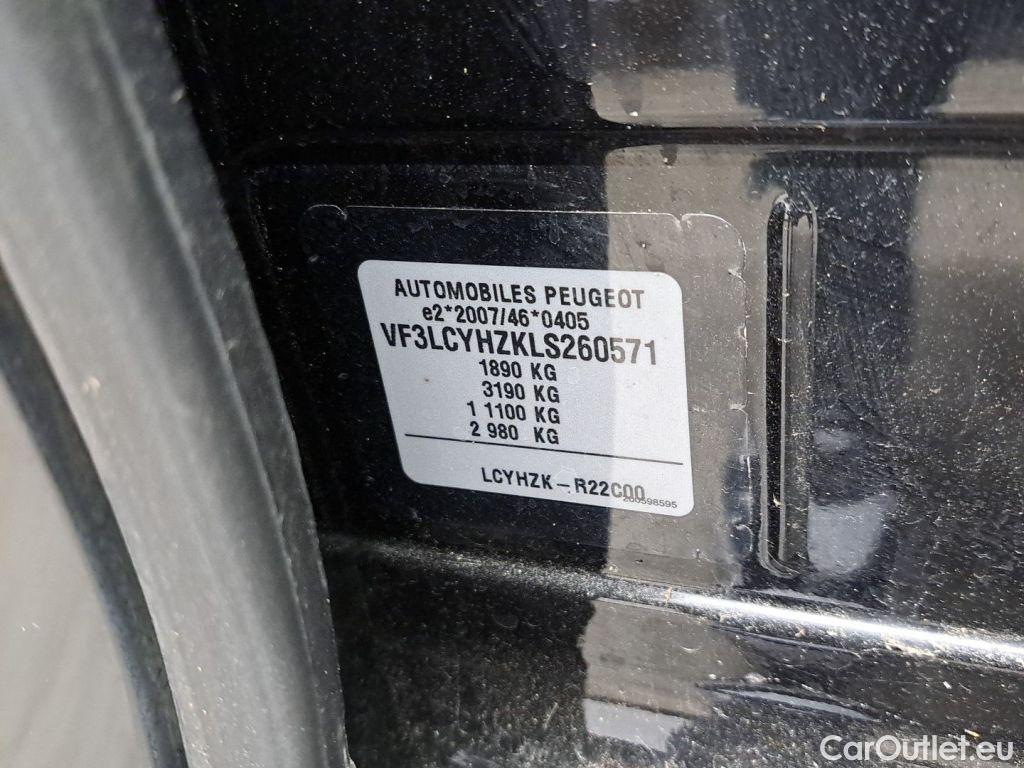 AUTOMOBILES PEUGEOT
e2*2007/46*0405
VF3LCYHZKLS260571
1890 KG
3190 KG
1 1100 KG
2 980 KG
LCYHZK - R22C00
200598595
CarOutlet.eu